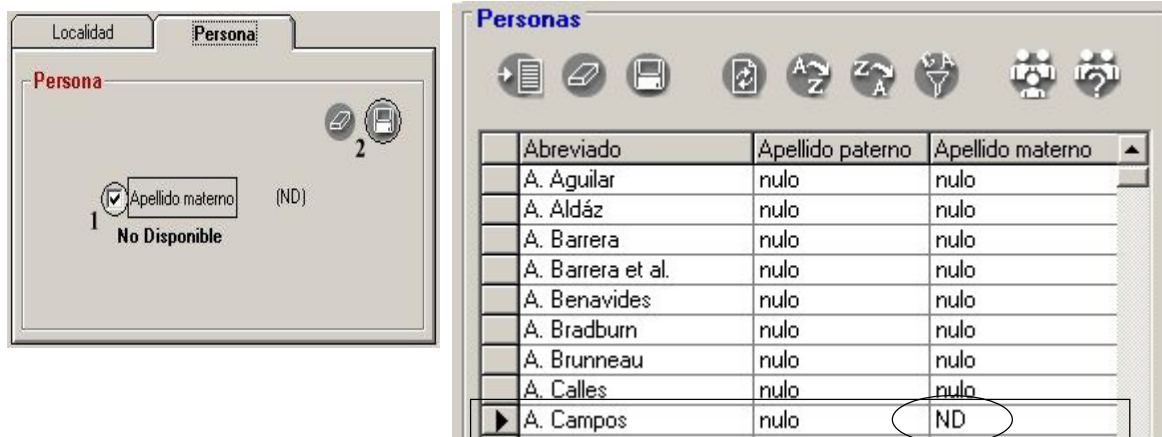 Localidad Persona
Persona
2
Apellido materno (ND)
1
No Disponible
Personas
A Z Z A
Abreviado Apellido paterno Apellido materno
A. Aguilar nulo nulo
A. Aldáz nulo nulo
A. Barrera nulo nulo
A. Barrera et al. nulo nulo
A. Benavides nulo nulo
A. Bradburn nulo nulo
A. Brunneau nulo nulo
A. Calles nulo nulo
A. Campos nulo ND